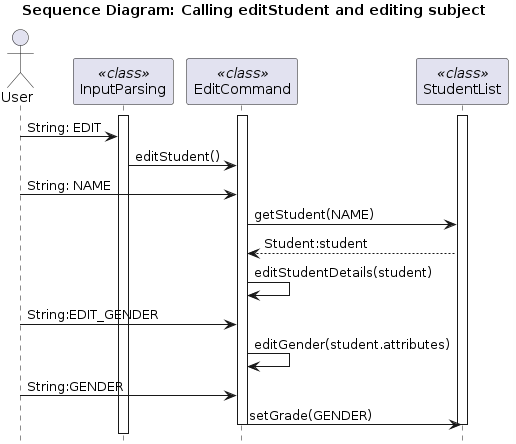 Sequence Diagram: Calling editStudent and editing subject
User
«class»
InputParsing
«class»
EditCommand
«class»
StudentList
String: EDIT
editStudent()
String: NAME
getStudent(NAME)
Student:student
editStudentDetails(student)
String:EDIT_GENDER
editGender(student.attributes)
String:GENDER
setGrade(GENDER)